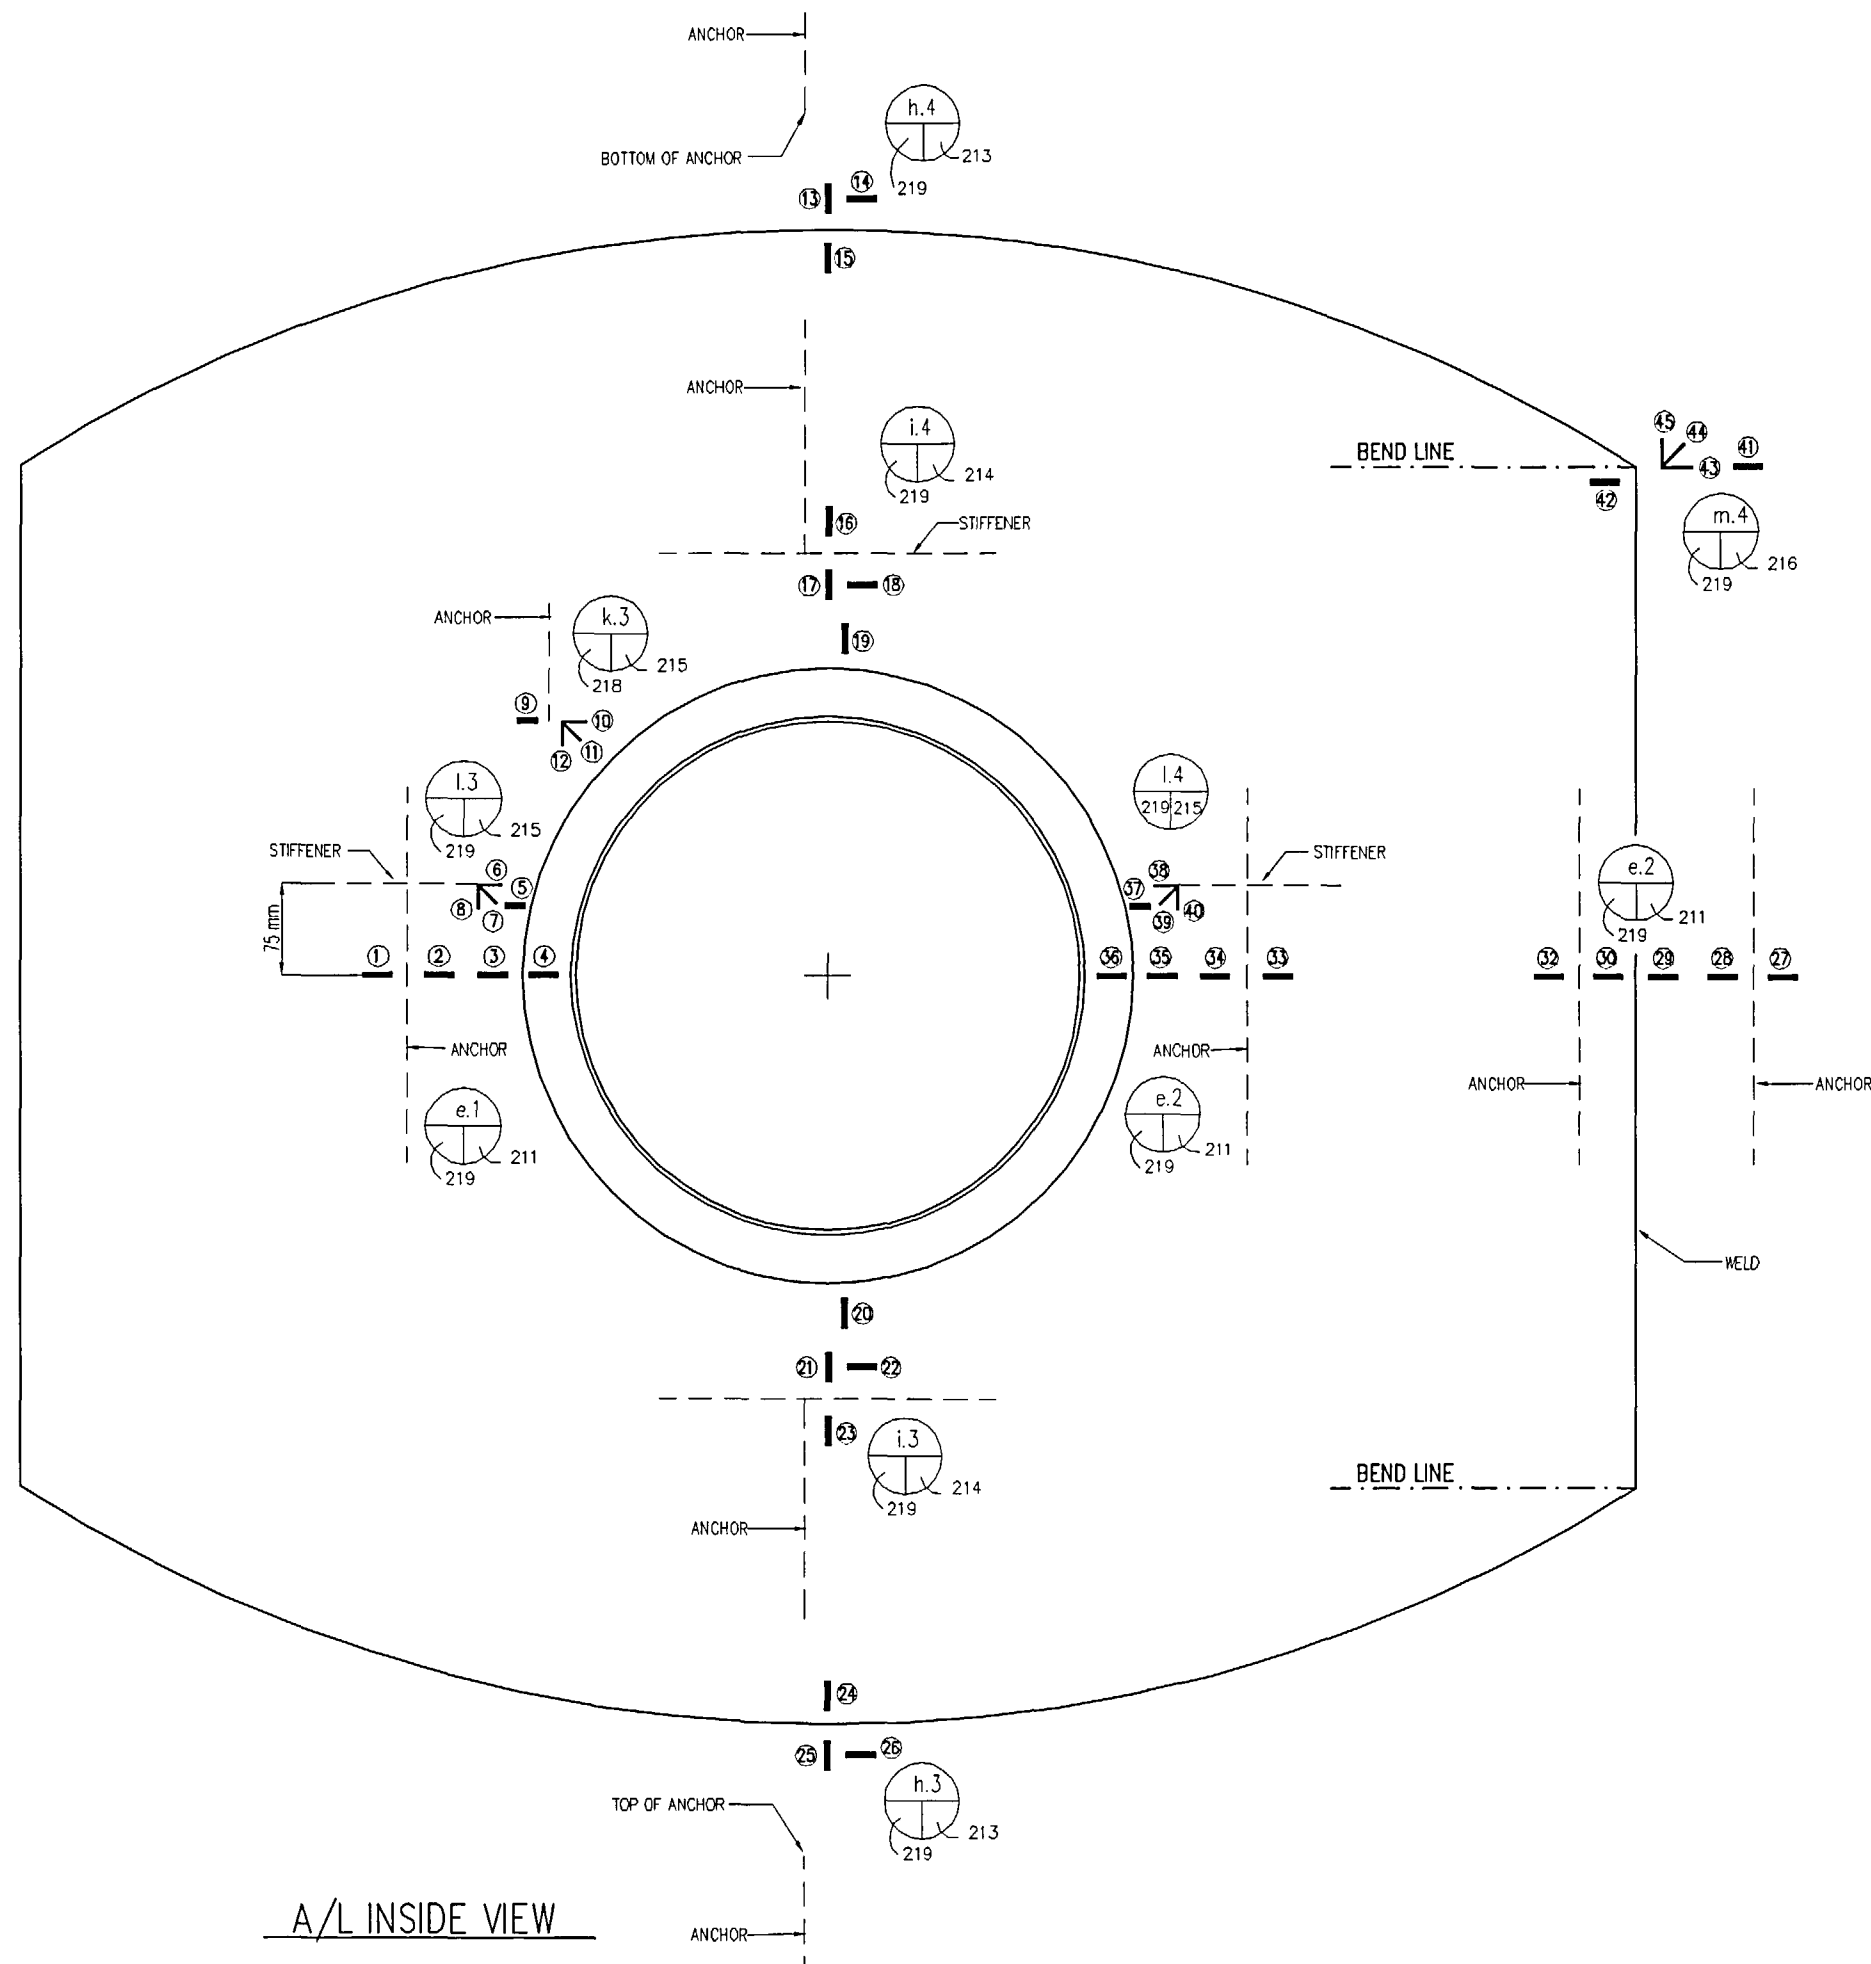 ANCHOR
h.4
BOTTOM OF ANCHOR
213
219
14
13
15
ANCHOR
i.4
45
44
BEND LINE
41
43
214
219
42
16
STIFFENER
m.4
216
219
17
18
ANCHOR
k.3
19
215
218
9
10
11
12
l.3
l.4
219
215
215
219
STIFFENER
STIFFENER
6
5
8
7
38
37
39
40
e.2
211
219
75 mm
1
2
3
4
36
35
34
33
32
30
29
28
27
ANCHOR
ANCHOR
ANCHOR
ANCHOR
e.1
211
219
e.2
211
219
WELD
20
21
22
23
i.3
214
219
BEND LINE
ANCHOR
24
25
26
h.3
TOP OF ANCHOR
213
219
A/L INSIDE VIEW
ANCHOR